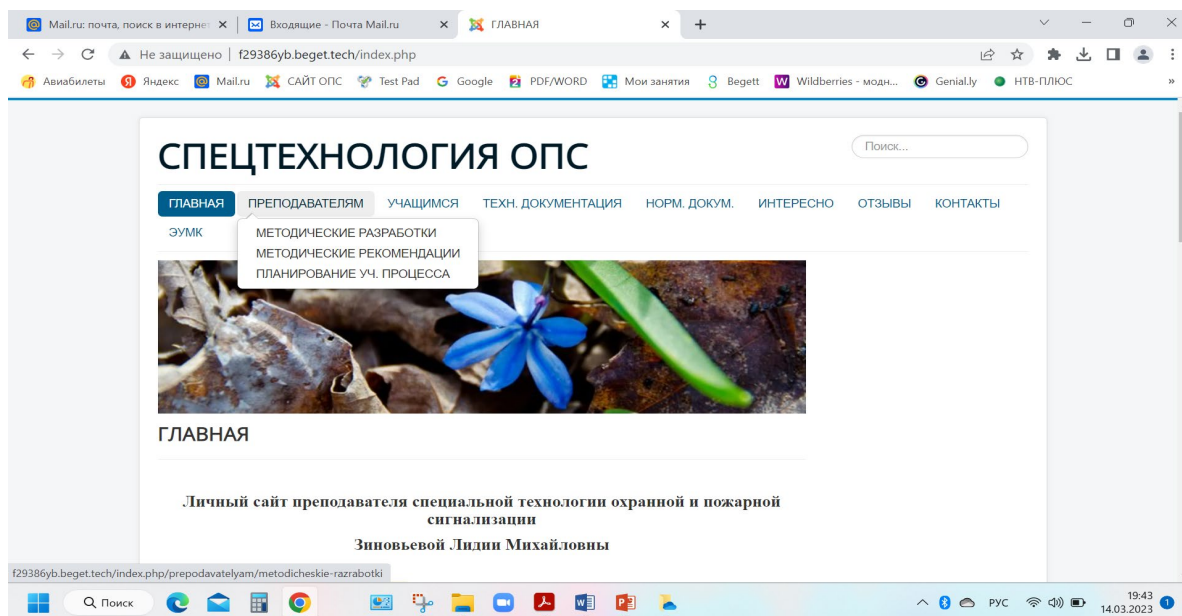 Mail.ru: почта, поиск в интернет
Входящие - Почта Mail.ru
ГЛАВНАЯ
Не защищено | f29386yb.beget.tech/index.php
Авиабилеты Яндекс Mail.ru САЙТ ОПС Test Pad Google PDF/WORD Мои занятия Begett Wildberries – модн... Genial.ly НТВ-ПЛЮС »
СПЕЦТЕХНОЛОГИЯ ОПС
Поиск...
ГЛАВНАЯ ПРЕПОДАВАТЕЛЯМ УЧАЩИМСЯ ТЕХН. ДОКУМЕНТАЦИЯ НОРМ. ДОКУМ. ИНТЕРЕСНО ОТЗЫВЫ КОНТАКТЫ
ЭУМК
МЕТОДИЧЕСКИЕ РАЗРАБОТКИ
МЕТОДИЧЕСКИЕ РЕКОМЕНДАЦИИ
ПЛАНИРОВАНИЕ УЧ. ПРОЦЕССА
ГЛАВНАЯ
Личный сайт преподавателя специальной технологии охранной и пожарной
сигнализации
Зиновьевой Лидии Михайловны
f29386yb.beget.tech/index.php/prepodavatelyam/metodicheskie-razrabotki
Поиск
РУС
19:43
14.03.2023
1